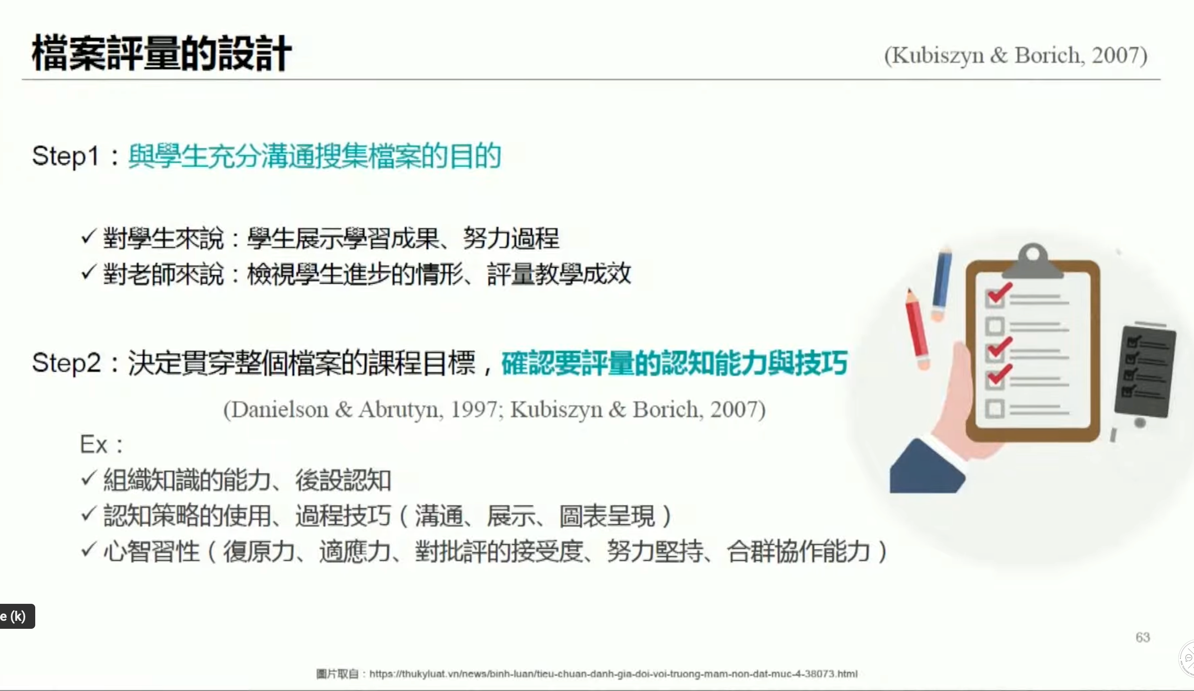 檔案評量的設計
(Kubiszyn & Borich, 2007)
Step1：與學生充分溝通搜集檔案的目的
✓ 對學生來說：學生展示學習成果、努力過程
✓ 對老師來說：檢視學生進步的情形、評量教學成效
Step2：決定貫穿整個檔案的課程目標，確認要評量的認知能力與技巧
(Danielson & Abrutyn, 1997; Kubiszyn & Borich, 2007)
Ex：
✓ 組織知識的能力、後設認知
✓ 認知策略的使用、過程技巧（溝通、展示、圖表呈現）
✓ 心智習性（復原力、適應力、對批評的接受度、努力堅持、合群協作能力）
e (k)
63
圖片取自：https://thukyluat.vn/news/binh-luan/tieu-chuan-danh-gia-doi-voi-truong-mam-non-dat-muc-4-38073.html